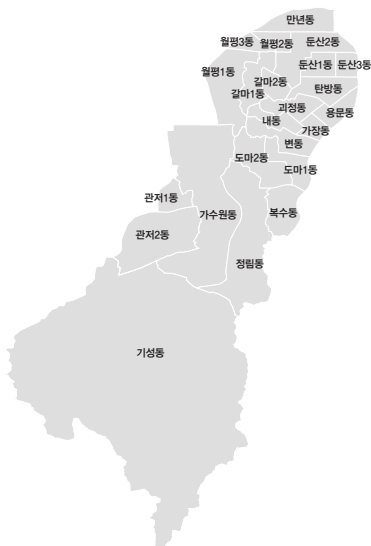 만년동
월평3동
월평2동
둔산2동
월평1동
둔산1동
둔산3동
갈마2동
탄방동
갈마1동
괴정동
용문동
내동
가장동
변동
도마2동
도마1동
관저1동
가수원동
복수동
관저2동
정림동
기성동